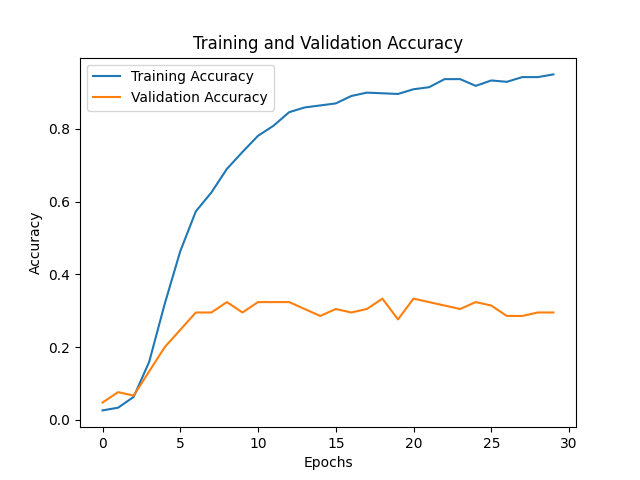 Training and Validation Accuracy
Training Accuracy
Validation Accuracy
Accuracy
0.8
0.6
0.4
0.2
0.0
0 5 10 15 20 25 30
Epochs